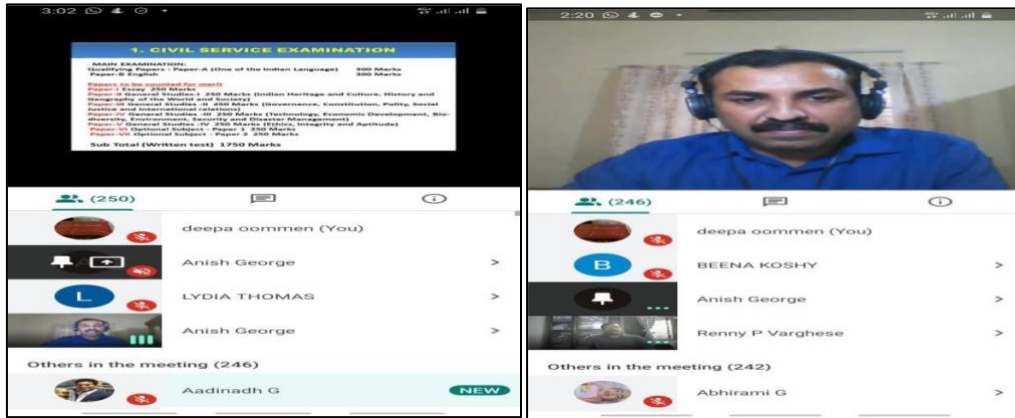 3:02
1. CIVIL SERVICE EXAMINATION
MAIN EXAMINATION:
Qualifying Papers - Paper-A (One of the Indian Language) 300 Marks
Paper-B English 300 Marks
Papers to be counted for merit
Paper-I Essay 250 Marks
Paper-II General Studies-I 250 Marks (Indian Heritage and Culture, History and
Geography of the World and Society)
Paper-III General Studies -II 250 Marks (Governance, Constitution, Polity, Social
Justice and International relations)
Paper-IV General Studies -III 250 Marks (Technology, Economic Development, Bio-
diversity, Environment, Security and Disaster Management)
Paper-V General Studies -IV 250 Marks (Ethics, Integrity and Aptitude)
Paper-VI Optional Subject - Paper 1 250 Marks
Paper-VII Optional Subject - Paper 2 250 Marks
Sub Total (Written test) 1750 Marks
(250)
deepa oommen (You)
Anish George
L
LYDIA THOMAS
Anish George
Others in the meeting (246)
Aadinadh G
NEW
2:20
(246)
deepa oommen (You)
B
BEENA KOSHY
Anish George
Renny P Varghese
Others in the meeting (242)
Abhirami G